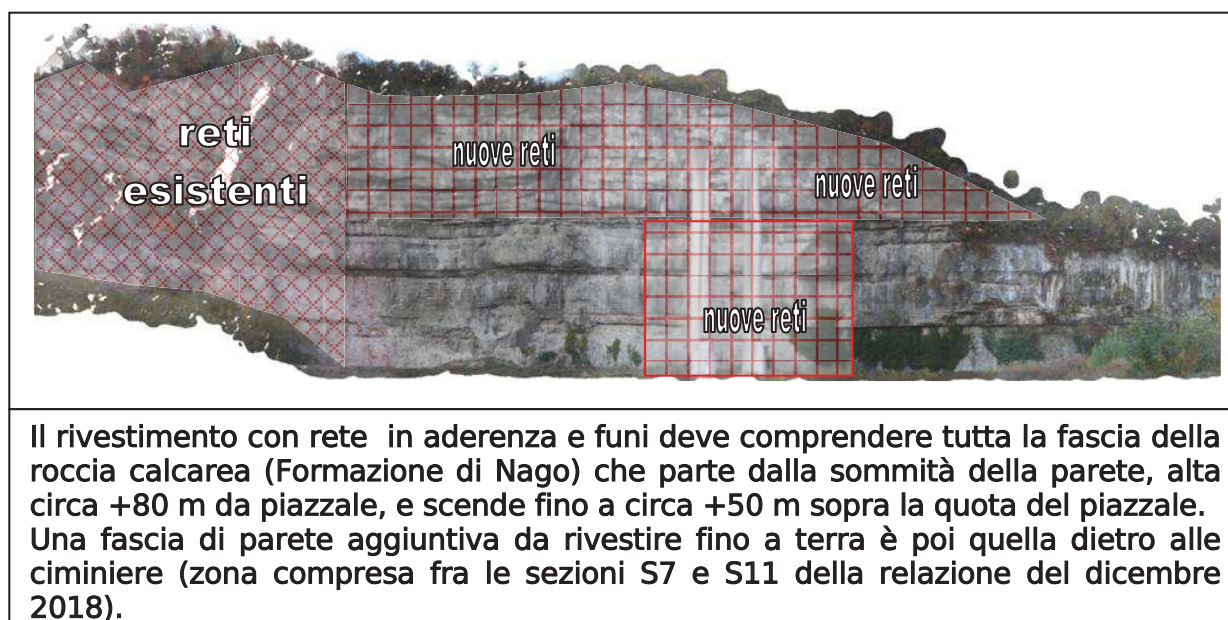 reti
esistenti
nuove reti
nuove reti
nuove reti
Il rivestimento con rete in aderenza e funi deve comprendere tutta la fascia della
roccia calcarea (Formazione di Nago) che parte dalla sommità della parete, alta
circa +80 m da piazzale, e scende fino a circa +50 m sopra la quota del piazzale.
Una fascia di parete aggiuntiva da rivestire fino a terra è poi quella dietro alle
ciminiere (zona compresa fra le sezioni S7 e S11 della relazione del dicembre
2018).